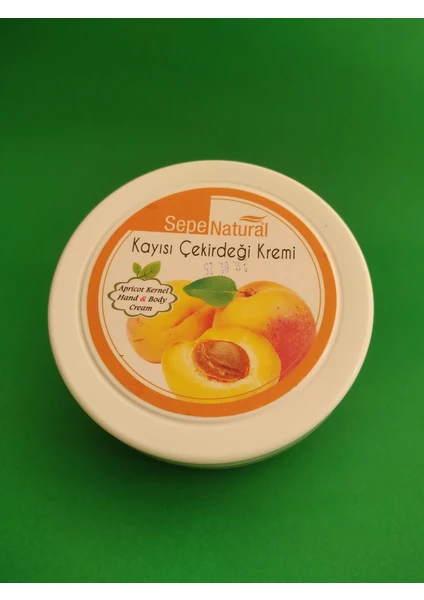 Sepe Natural
Kayısı Çekirdeği Kremi
Apricot Kernel
Hand & Body
Cream